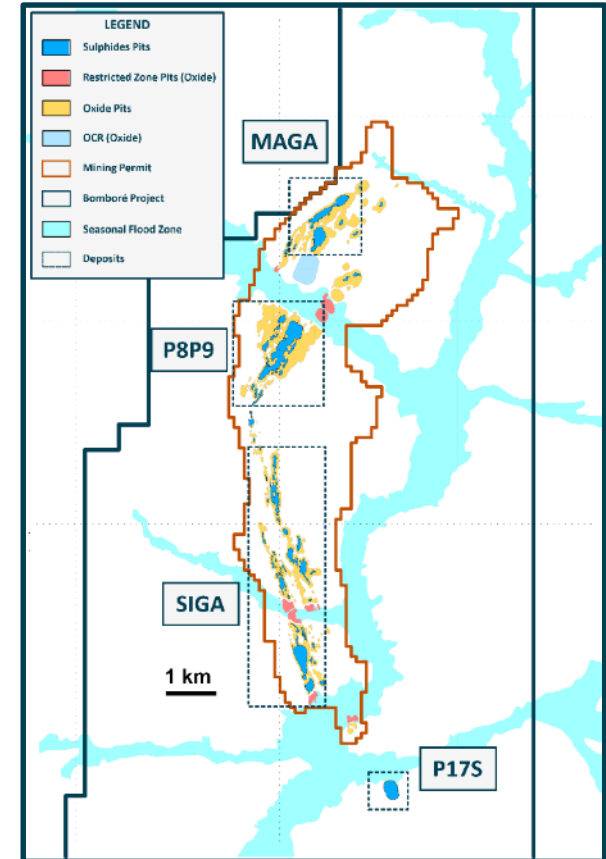 LEGEND
Sulphides Pits
Restricted Zone Pits (Oxide)
Oxide Pits
OCR (Oxide)
Mining Permit
Bomboré Project
Seasonal Flood Zone
Deposits
MAGA
P8P9
SIGA
1 km
P17S